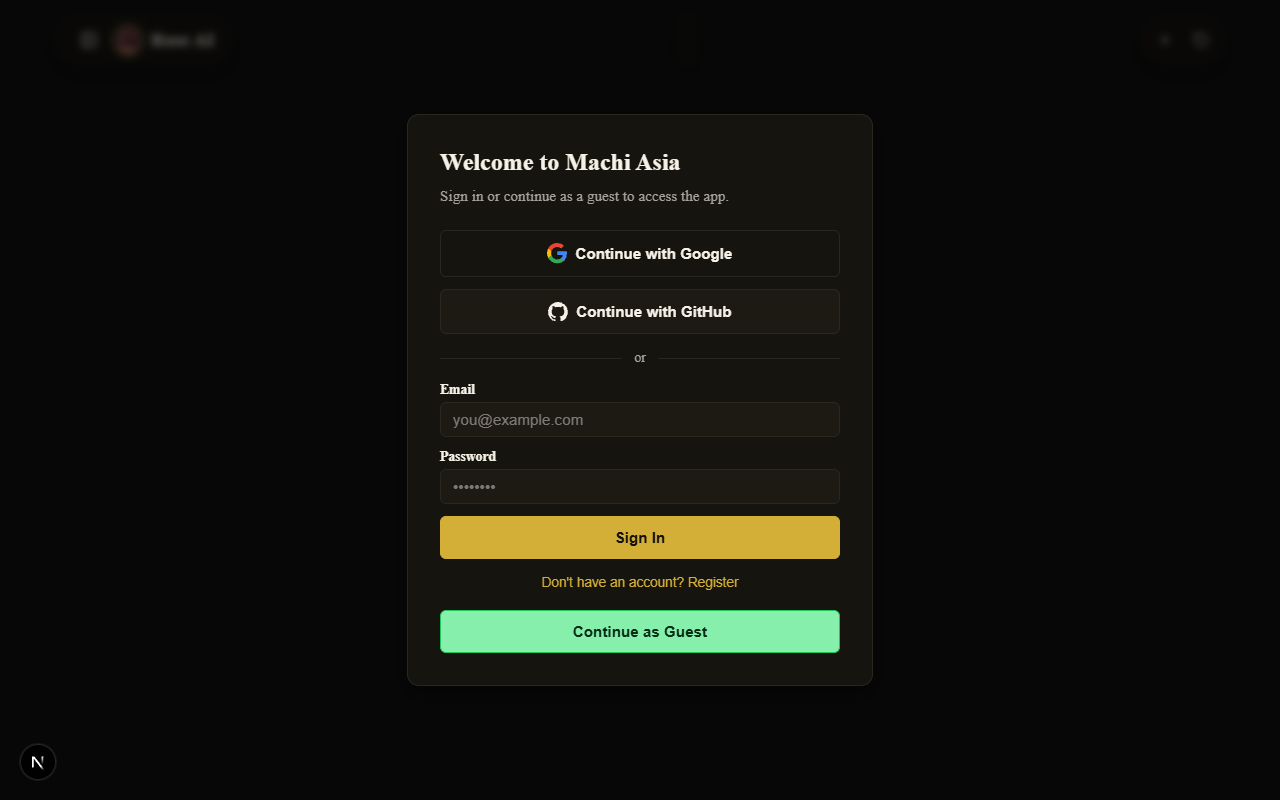 Welcome to Machi Asia
Sign in or continue as a guest to access the app.
Continue with Google
Continue with GitHub
or
Email
you@example.com
Password
••••••••
Sign In
Don't have an account? Register
Continue as Guest
N